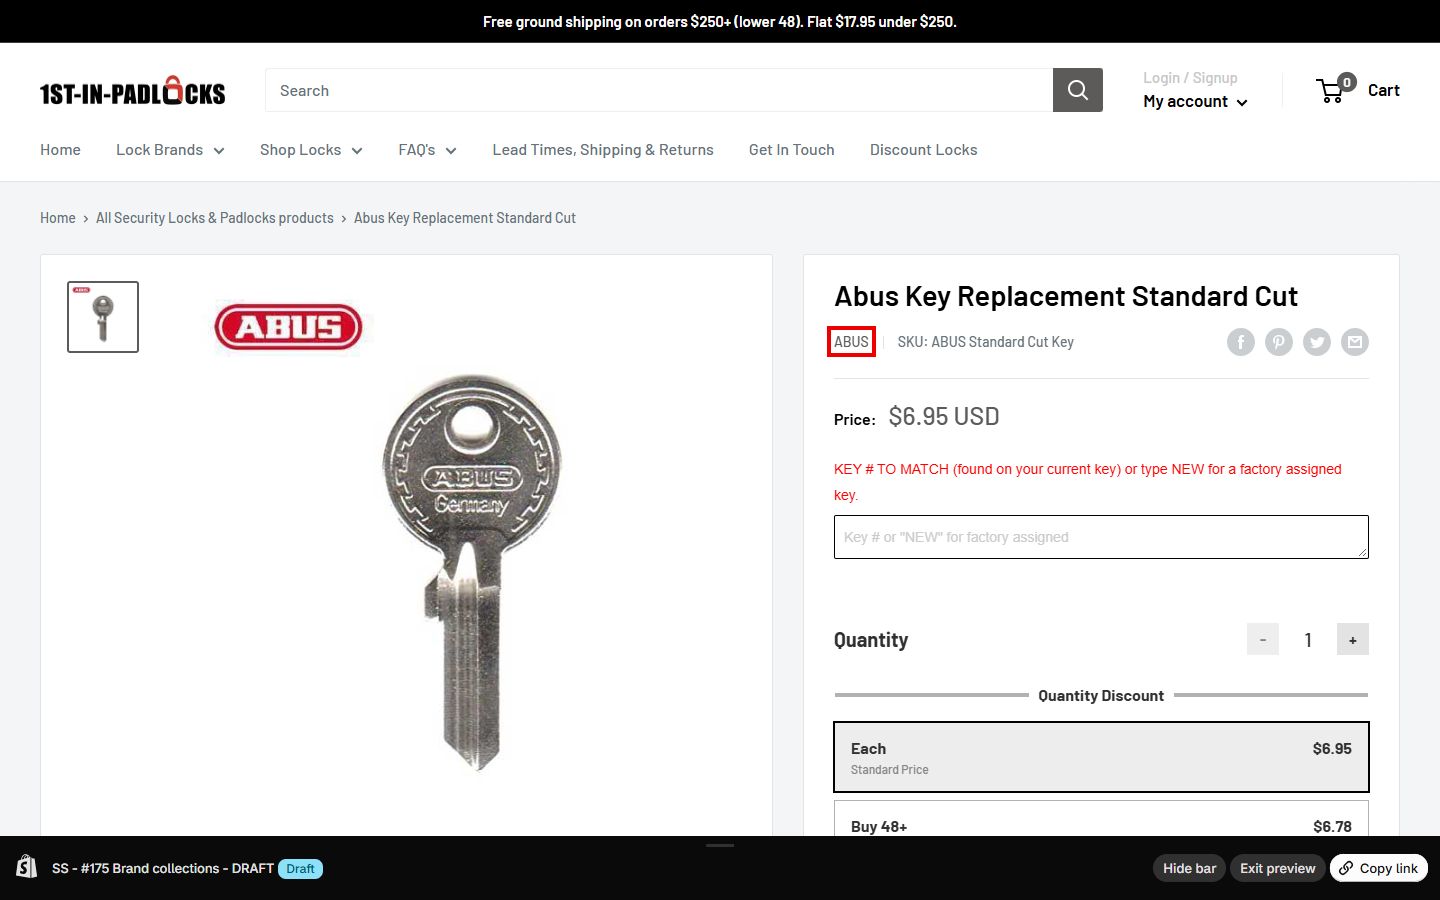 Free ground shipping on orders $250+ (lower 48). Flat $17.95 under $250.
1ST-IN-PADLOCKS
Search
Login / Signup
My account
0
Cart
Home
Lock Brands
Shop Locks
FAQ's
Lead Times, Shipping & Returns
Get In Touch
Discount Locks
Home › All Security Locks & Padlocks products › Abus Key Replacement Standard Cut
ABUS
ABUS
ABUS
Germany
Abus Key Replacement Standard Cut
ABUS
SKU: ABUS Standard Cut Key
Price: $6.95 USD
KEY # TO MATCH (found on your current key) or type NEW for a factory assigned
key.
Key # or "NEW" for factory assigned
Quantity
- 1 +
Quantity Discount
Each $6.95
Standard Price
Buy 48+ $6.78
SS - #175 Brand collections - DRAFT Draft
Hide bar
Exit preview
Copy link